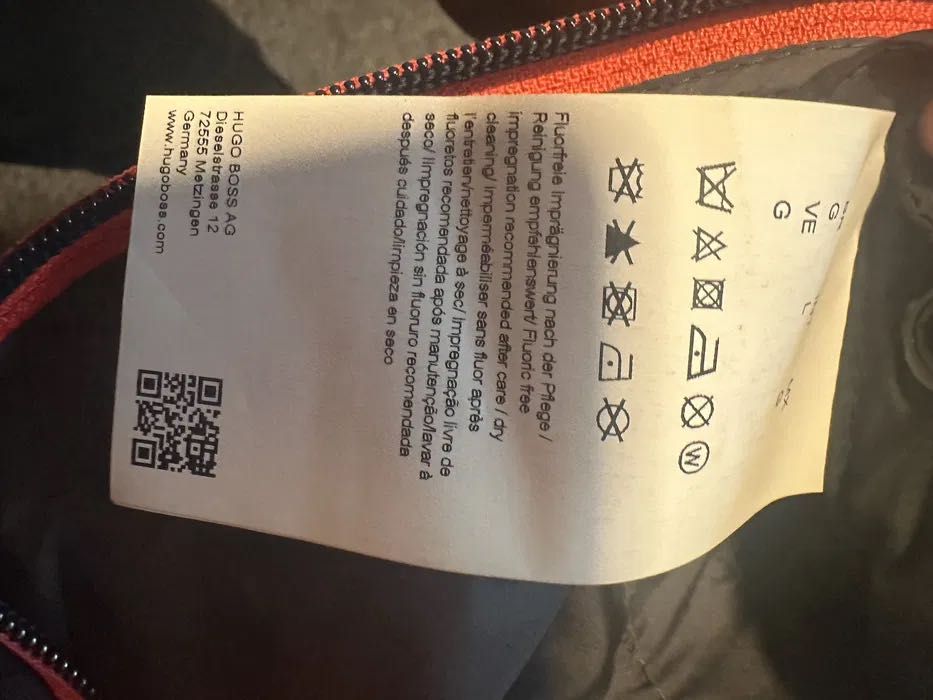 G
VE
G
W
Fluorfreie Imprägnierung nach der Pflege /
Reinigung empfehlenswert/ Fluoric free
impregnation recommended after care / dry
cleaning/ Imperméabiliser sans fluor après
l'entretien/nettoyage à sec/ Impregnação livre de
fluoretos recomendada após manutenção/lavar à
seco/ Iimpregnación sin fluoruro recomendada
después cuidado/limpieza en seco
HUGO BOSS AG
Dieselstrasse 12
72555 Metzingen
Germany
www.hugoboss.com